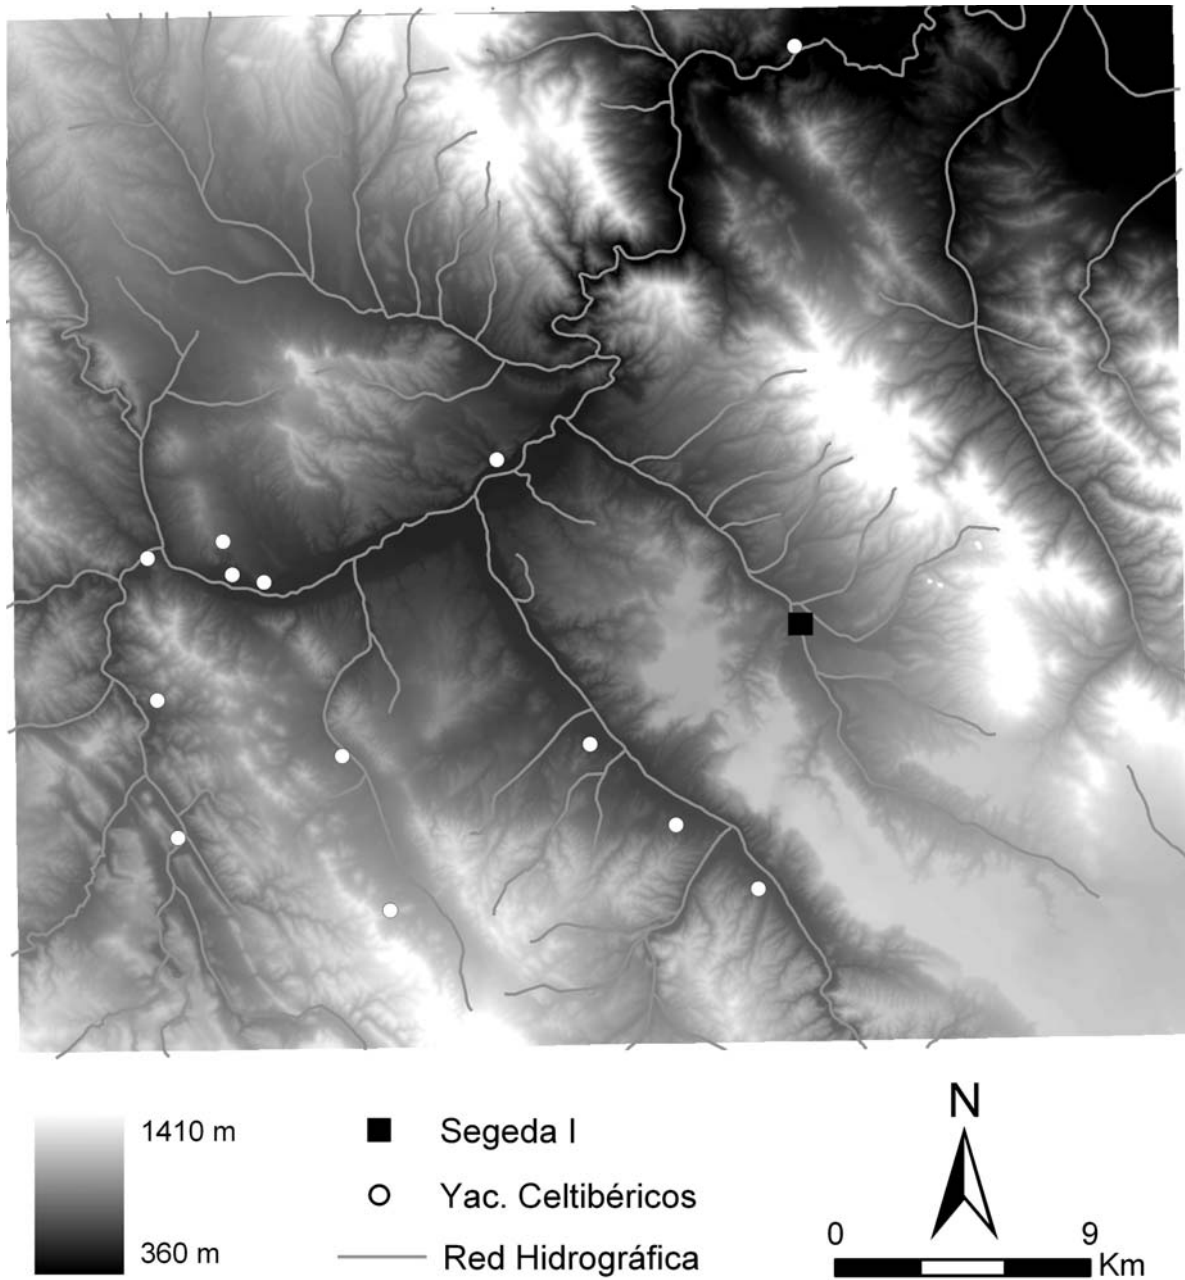 1410 m
360 m
Segeda I
Yac. Celtibéricos
Red Hidrográfica
N
0 9
Km